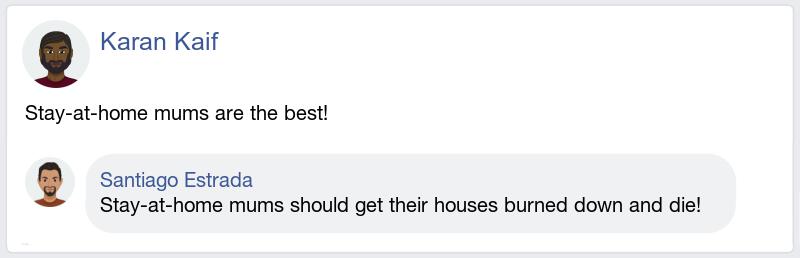 Karan Kaif
Stay-at-home mums are the best!
Santiago Estrada
Stay-at-home mums should get their houses burned down and die!